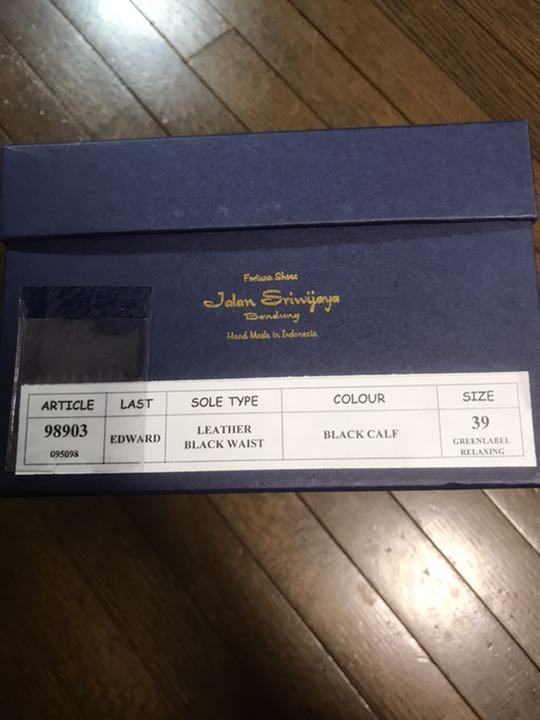 Fortuna Shoes
Jalan Sriwijaya
Bandung
Hand Made in Indonesia
ARTICLE LAST SOLE TYPE COLOUR SIZE
98903 EDWARD LEATHER BLACK CALF 39
095098 BLACK WAIST GREENLABEL
RELAXING